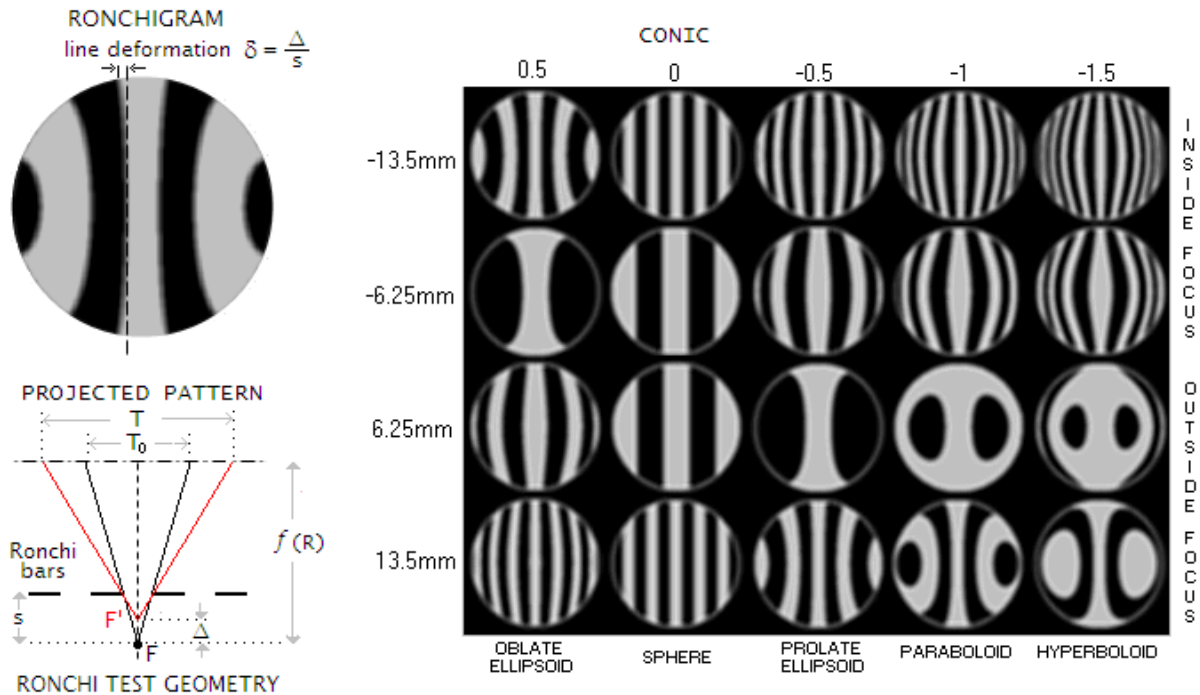 RONCHIGRAM
line deformation δ = Δ/s
PROJECTED PATTERN
T
T₀
f (R)
Ronchi
bars
s
F'
Δ
F
RONCHI TEST GEOMETRY
CONIC
0.5 0 -0.5 -1 -1.5
-13.5mm
-6.25mm
6.25mm
13.5mm
INSIDE FOCUS
OUTSIDE FOCUS
OBLATE ELLIPSOID
SPHERE
PROLATE ELLIPSOID
PARABOLOID
HYPERBOLOID